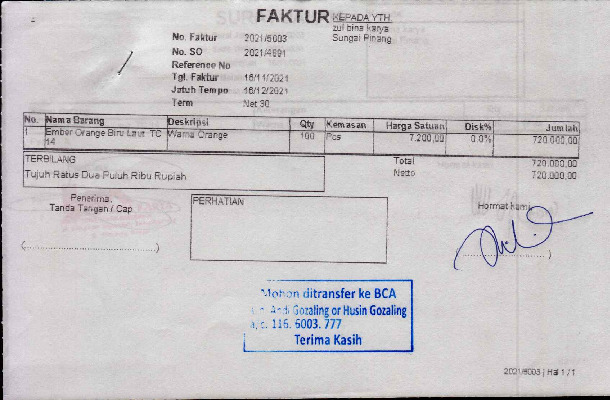 FAKTUR
KEPADA YTH.
zul bina karya
Sungai Pinang
No. Faktur 2021/6003
No. SO 2021/4991
Reference No
Tgl. Faktur 16/11/2021
Jatuh Tempo 16/12/2021
Term Net 30
No. Nama Barang Deskripsi Qty Kemasan Harga Satuan Disk% Jumlah
1 Ember Orange Biru Laut TC Warna Orange 100 Pcs 7.200,00 0.0% 720.000,00
14
TERBILANG
Tujuh Ratus Dua Puluh Ribu Rupiah
Total 720.000,00
Netto 720.000,00
Penerima,
Tanda Tangan / Cap
(....................................)
PERHATIAN
Hormat kami,
Mohon ditransfer ke BCA
Andi Gozaling or Husin Gozaling
a/c. 116. 6003. 777
Terima Kasih
2021/6003 | Hal 1 / 1